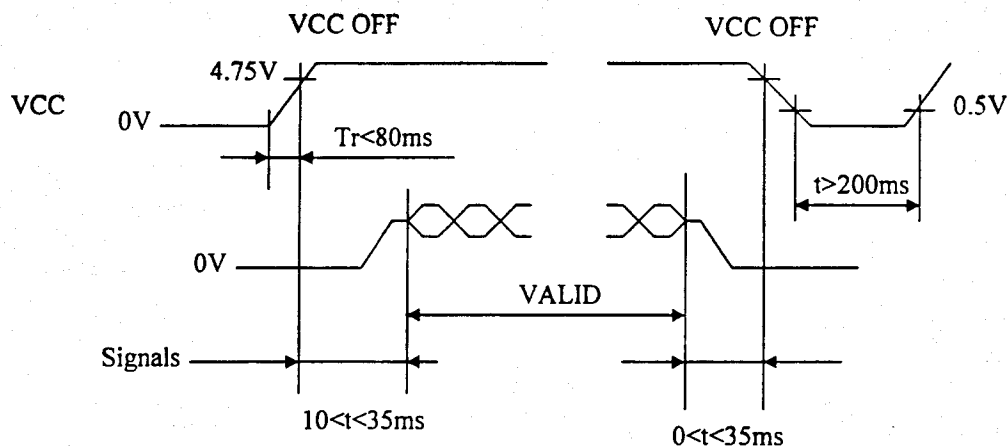 VCC OFF
VCC OFF
4.75V
VCC
0V
0.5V
Tr<80ms
t>200ms
0V
VALID
Signals
10<t<35ms
0<t<35ms